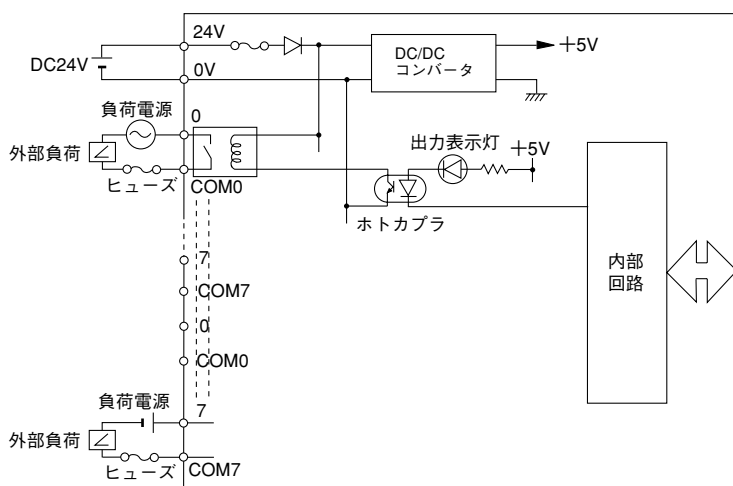 24V
DC/DC
コンバータ
＋5V
DC24V
0V
負荷電源
0
外部負荷
ヒューズ
COM0
出力表示灯
＋5V
ホトカプラ
内部
回路
7
COM7
0
COM0
負荷電源
7
外部負荷
ヒューズ
COM7